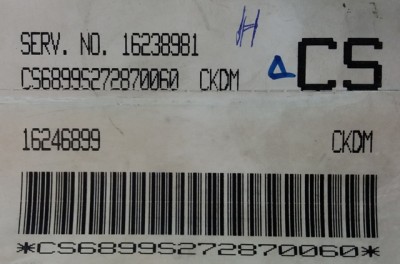 SERV. NO. 16238981
CS6899S272870060 CKDM
CS
16246899 CKDM
*CS6899S272870060*